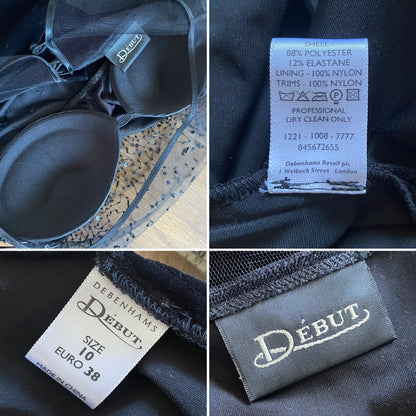 DÉBUT
SHELL -
88% POLYESTER
12% ELASTANE
LINING - 100% NYLON
TRIMS - 100% NYLON
PROFESSIONAL
DRY CLEAN ONLY
1221 - 1008 - 7777
845672655
Debenhams Retail plc
1 Welbeck Street London
DEBENHAMS
DÉBUT
SIZE
10
EURO 38
MADE IN CHINA
DÉBUT